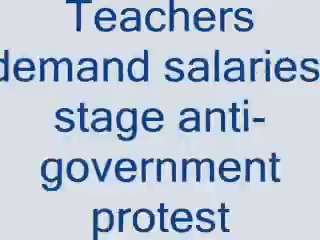 Teachers
demand salaries,
stage anti-
government
protest